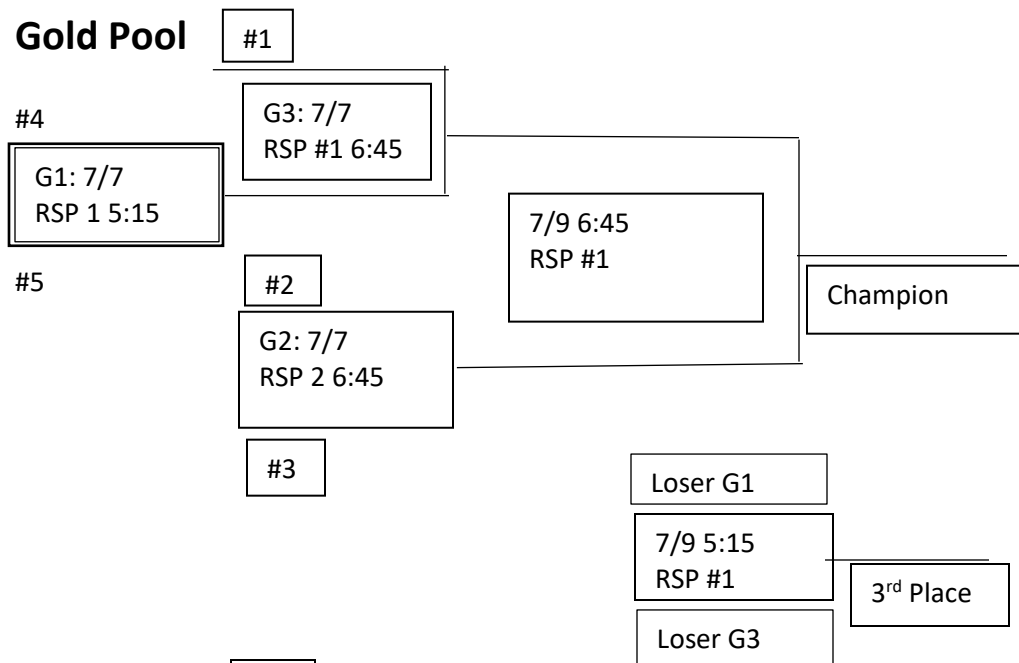 Gold Pool
#1
#4
G3: 7/7
RSP #1 6:45
G1: 7/7
RSP 1 5:15
7/9 6:45
RSP #1
#5
#2
Champion
G2: 7/7
RSP 2 6:45
#3
Loser G1
7/9 5:15
RSP #1
3rd Place
Loser G3